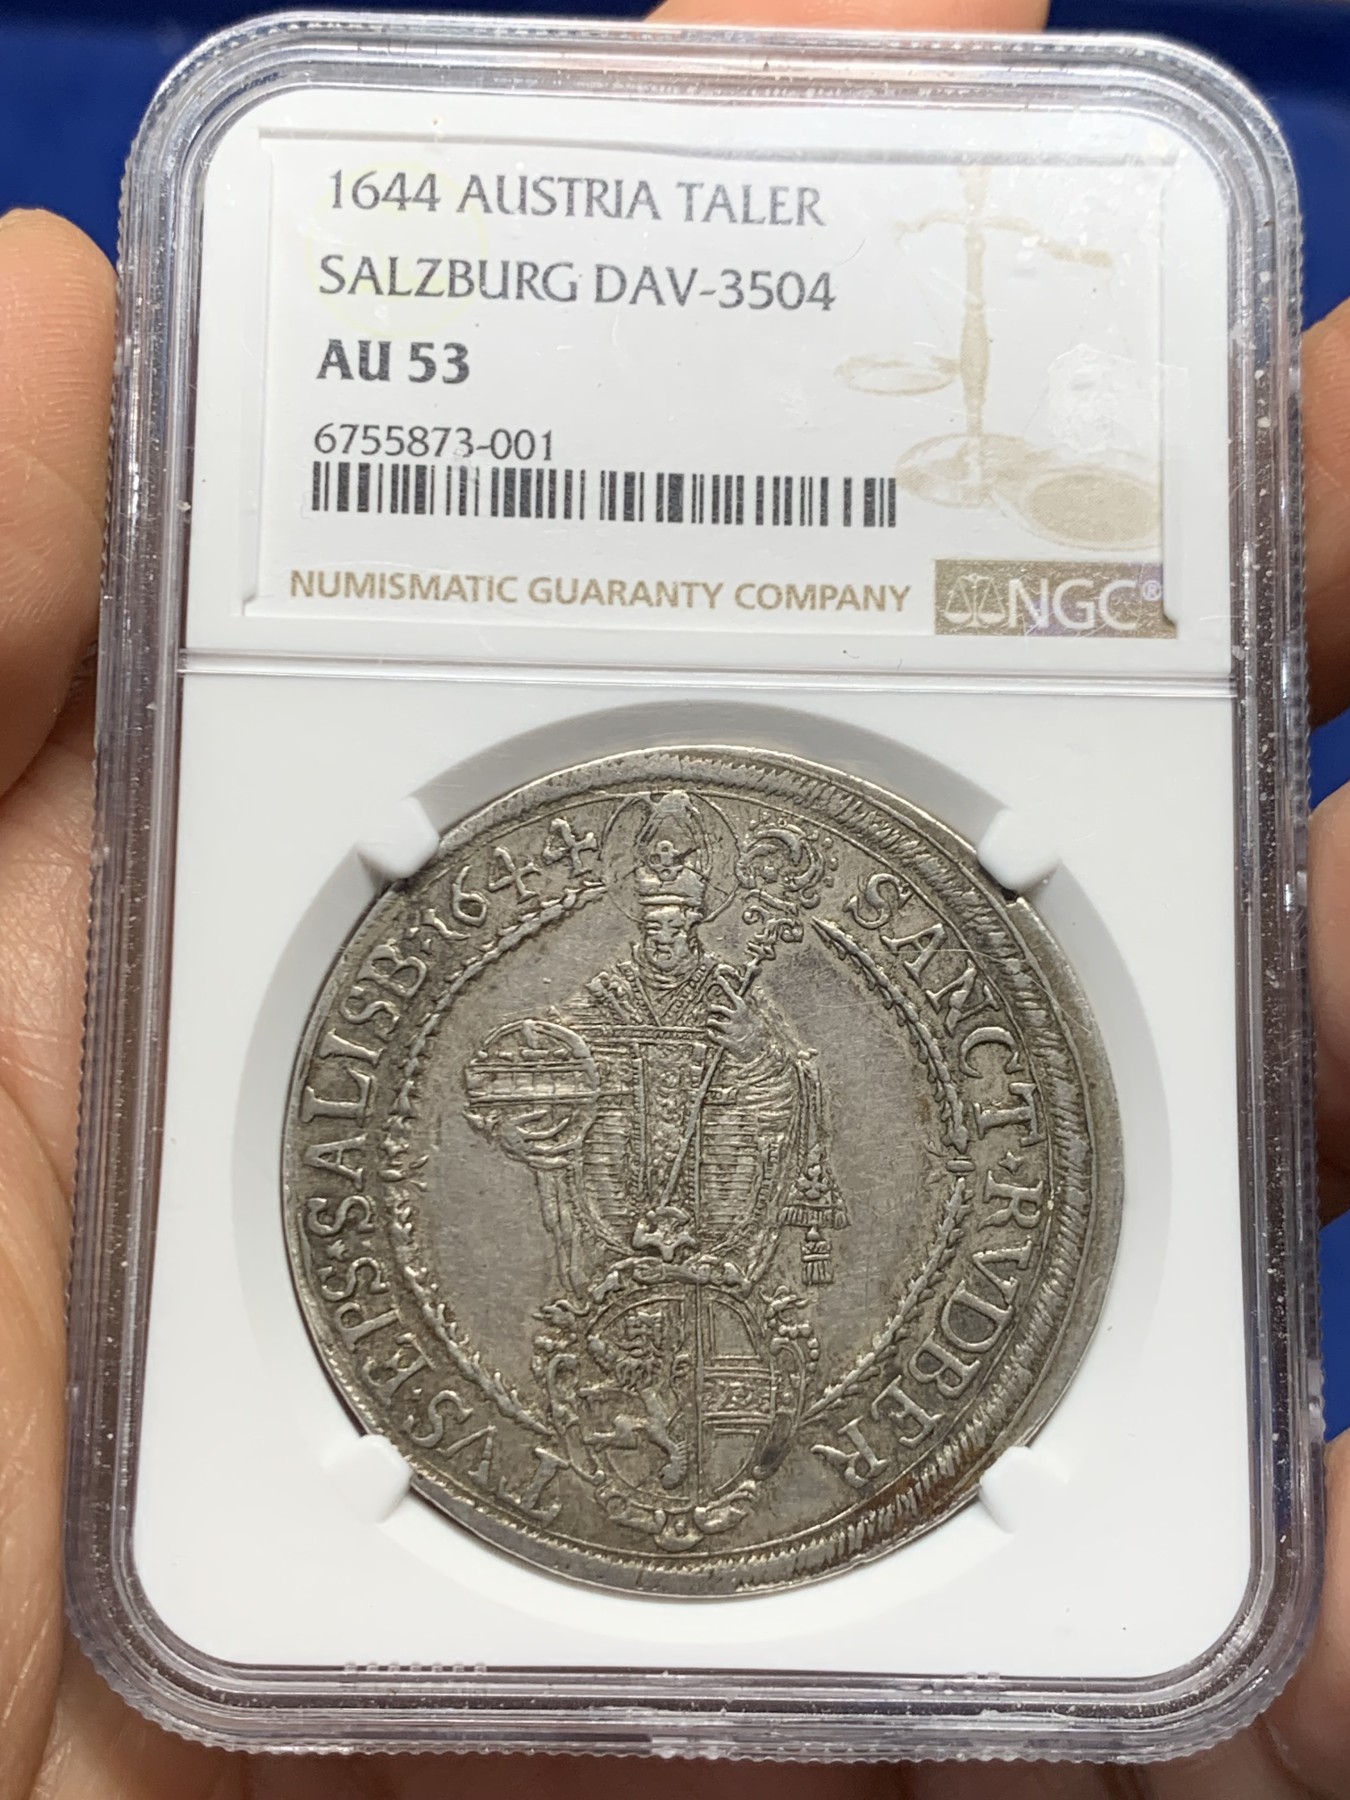 1644 AUSTRIA TALER
SALZBURG DAV-3504
AU 53
6755873-001
NUMISMATIC GUARANTY COMPANY NGC®
SANCT·RVDBER
TVS·EPS·SALISB·1644